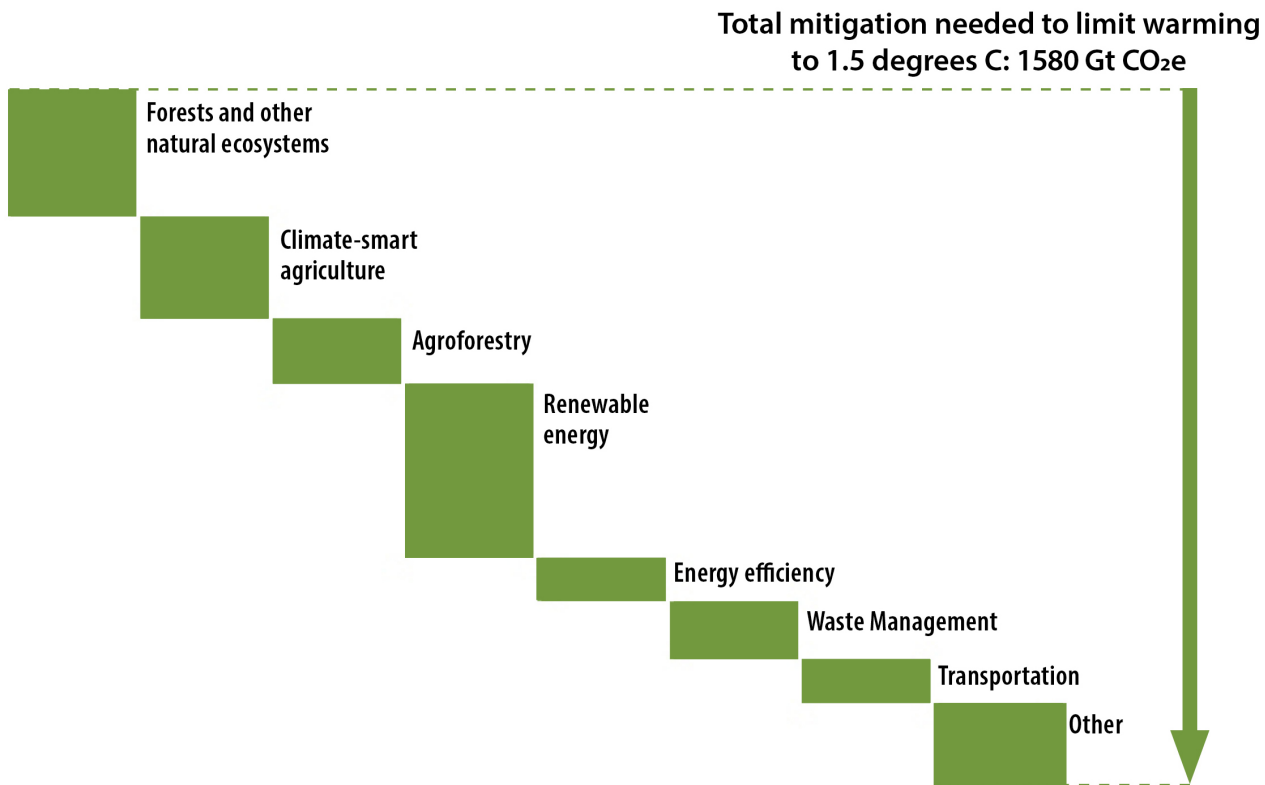 Total mitigation needed to limit warming
to 1.5 degrees C: 1580 Gt CO₂e
Forests and other
natural ecosystems
Climate-smart
agriculture
Agroforestry
Renewable
energy
Energy efficiency
Waste Management
Transportation
Other